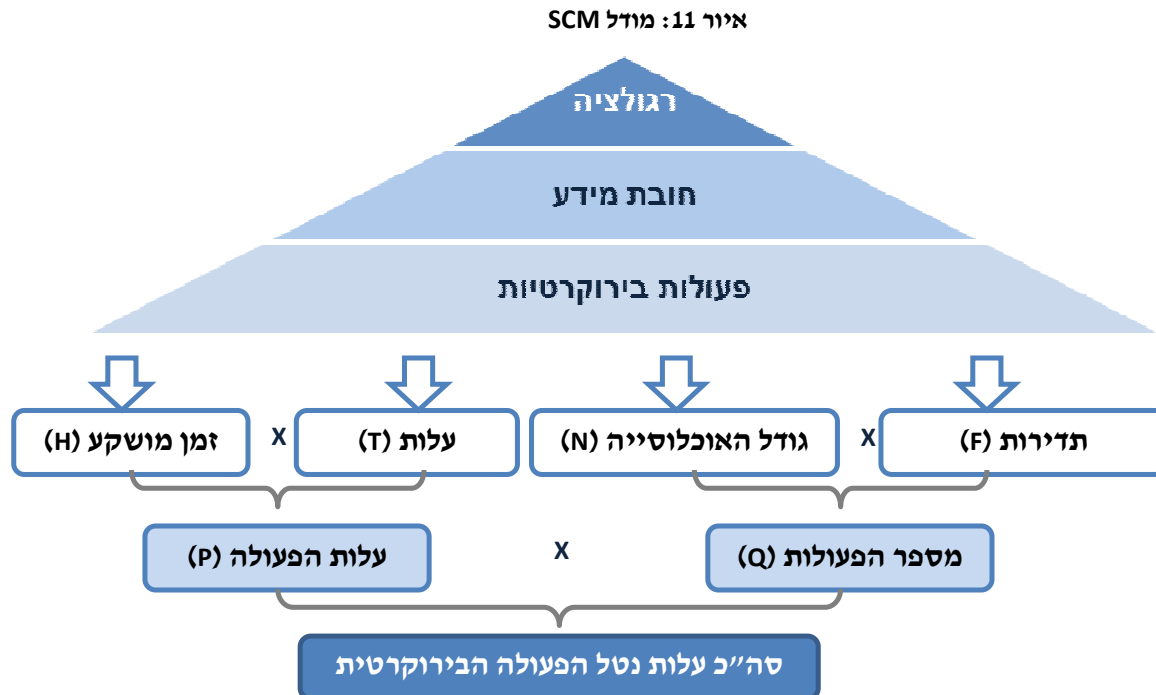 איור 11: מודל SCM
רגולציה
חובת מידע
פעולות בירוקרטיות
תדירות (F) X גודל האוכלוסייה (N) עלות (T) X זמן מושקע (H)
מספר הפעולות (Q) X עלות הפעולה (P)
סה״כ עלות נטל הפעולה הבירוקרטית